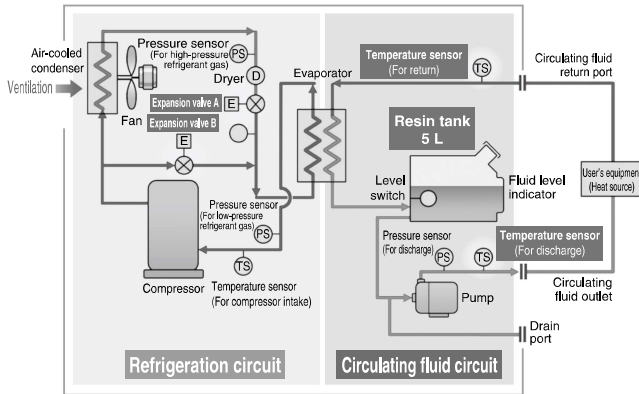 Air-cooled
condenser
Ventilation
Fan
Pressure sensor
(For high-pressure
refrigerant gas)
PS
Dryer
D
Expansion valve A
E
Expansion valve B
E
Evaporator
Temperature sensor
(For return)
TS
Circulating fluid
return port
Resin tank
5 L
Level
switch
Fluid level
indicator
User's equipment
(Heat source)
Pressure sensor
(For low-pressure
refrigerant gas)
PS
TS
Compressor
Temperature sensor
(For compressor intake)
Pressure sensor
(For discharge)
PS
TS
Temperature sensor
(For discharge)
Pump
Circulating
fluid outlet
Drain
port
Refrigeration circuit
Circulating fluid circuit